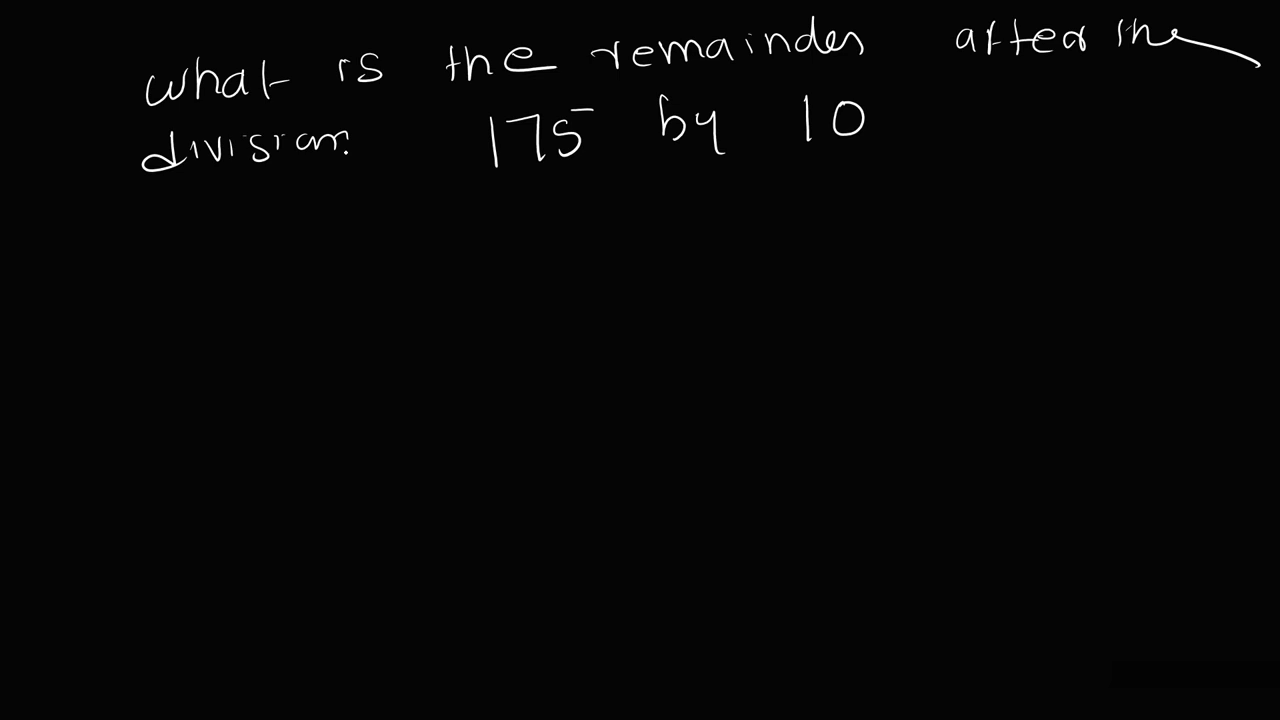 what is the remainder after the
division: 175 by 10